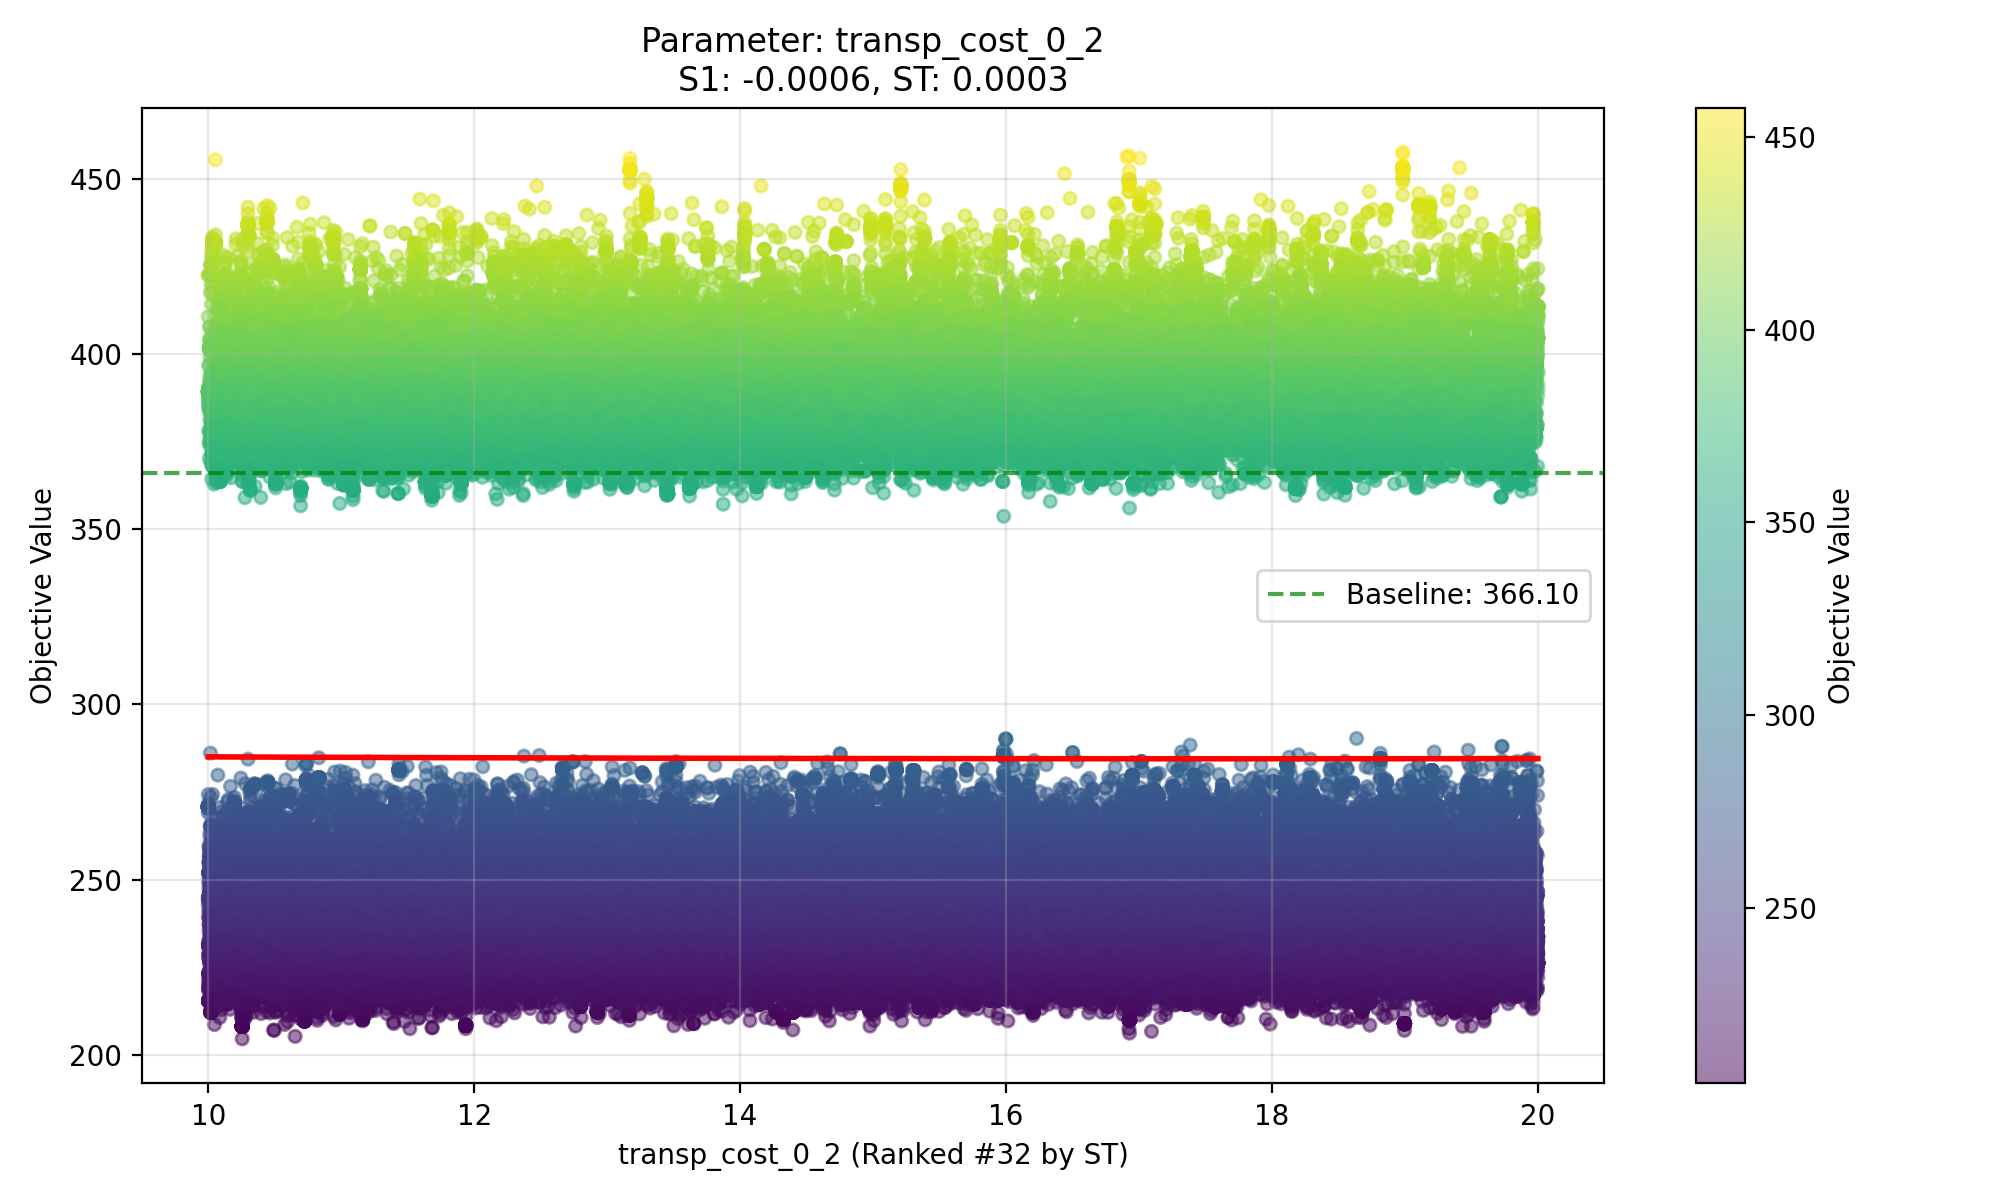 Parameter: transp_cost_0_2
S1: -0.0006, ST: 0.0003
Objective Value
450
400
350
300
250
200
Baseline: 366.10
10
12
14
16
18
20
transp_cost_0_2 (Ranked #32 by ST)
450
400
350
300
250
Objective Value